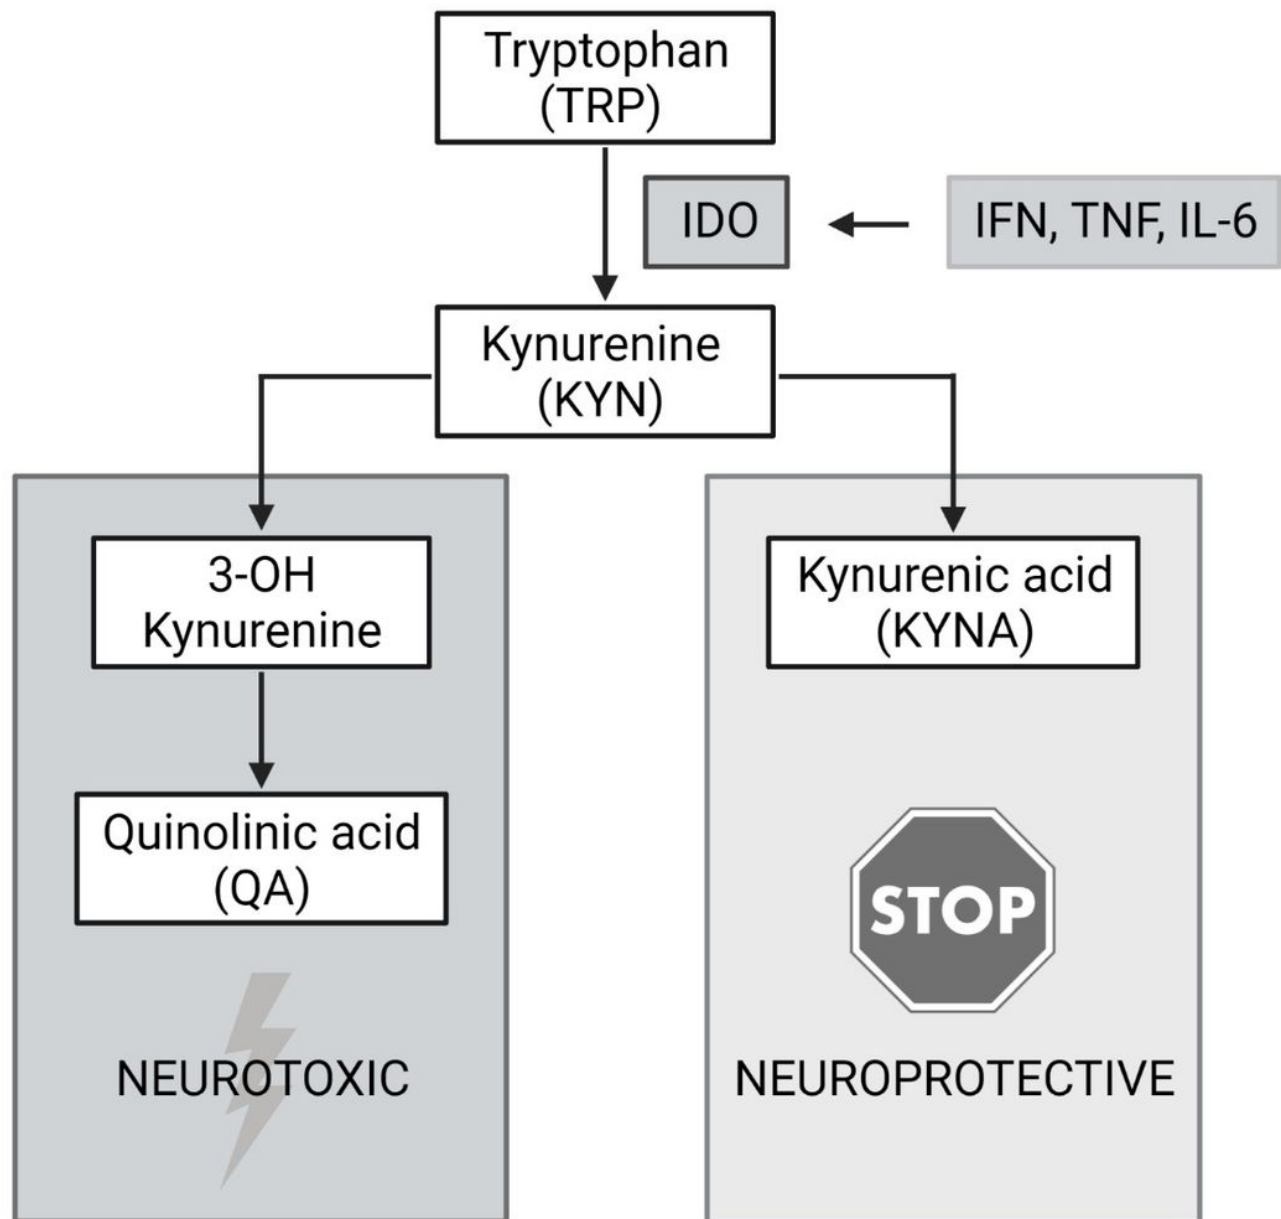 Tryptophan
(TRP)
IDO
IFN, TNF, IL-6
Kynurenine
(KYN)
3-OH
Kynurenine
Kynurenic acid
(KYNA)
Quinolinic acid
(QA)
STOP
NEUROTOXIC
NEUROPROTECTIVE